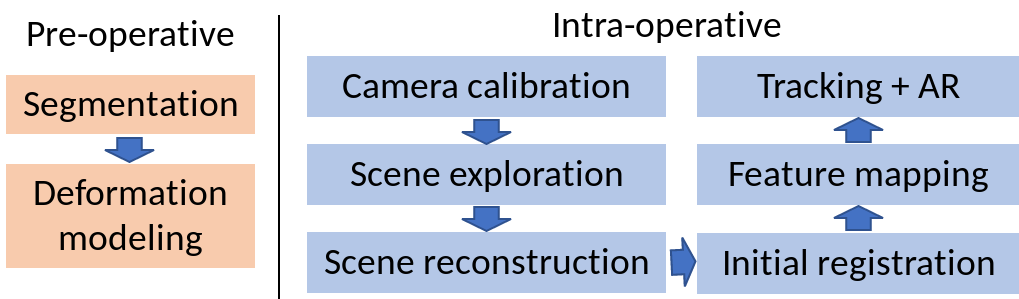 Pre-operative
Segmentation
Deformation
modeling
Intra-operative
Camera calibration
Scene exploration
Scene reconstruction
Initial registration
Feature mapping
Tracking + AR